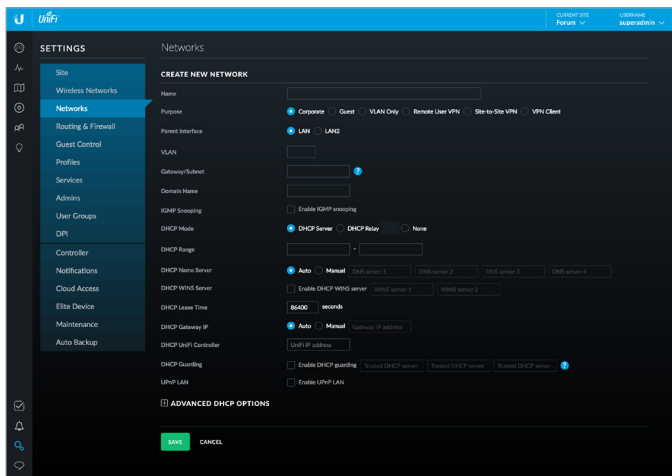 U UniFi CURRENT SITE USERNAME
Forum superadmin
SETTINGS
Site
Wireless Networks
Networks
Routing & Firewall
Guest Control
Profiles
Services
Admins
User Groups
DPI
Controller
Notifications
Cloud Access
Elite Device
Maintenance
Auto Backup
Networks
CREATE NEW NETWORK
Name
Purpose Corporate Guest VLAN Only Remote User VPN Site-to-Site VPN VPN Client
Parent Interface LAN LAN2
VLAN
Gateway/Subnet ?
Domain Name
IGMP Snooping Enable IGMP snooping
DHCP Mode DHCP Server DHCP Relay None
DHCP Range -
DHCP Name Server Auto Manual DNS server 1 DNS server 2 DNS server 3 DNS server 4
DHCP WINS Server Enable DHCP WINS server WINS server 1 WINS server 2
DHCP Lease Time 86400 seconds
DHCP Gateway IP Auto Manual Gateway IP address
DHCP UniFi Controller UniFi IP address
DHCP Guarding Enable DHCP guarding Trusted DHCP server Trusted DHCP server Trusted DHCP server ?
UPnP LAN Enable UPnP LAN
+ ADVANCED DHCP OPTIONS
SAVE CANCEL